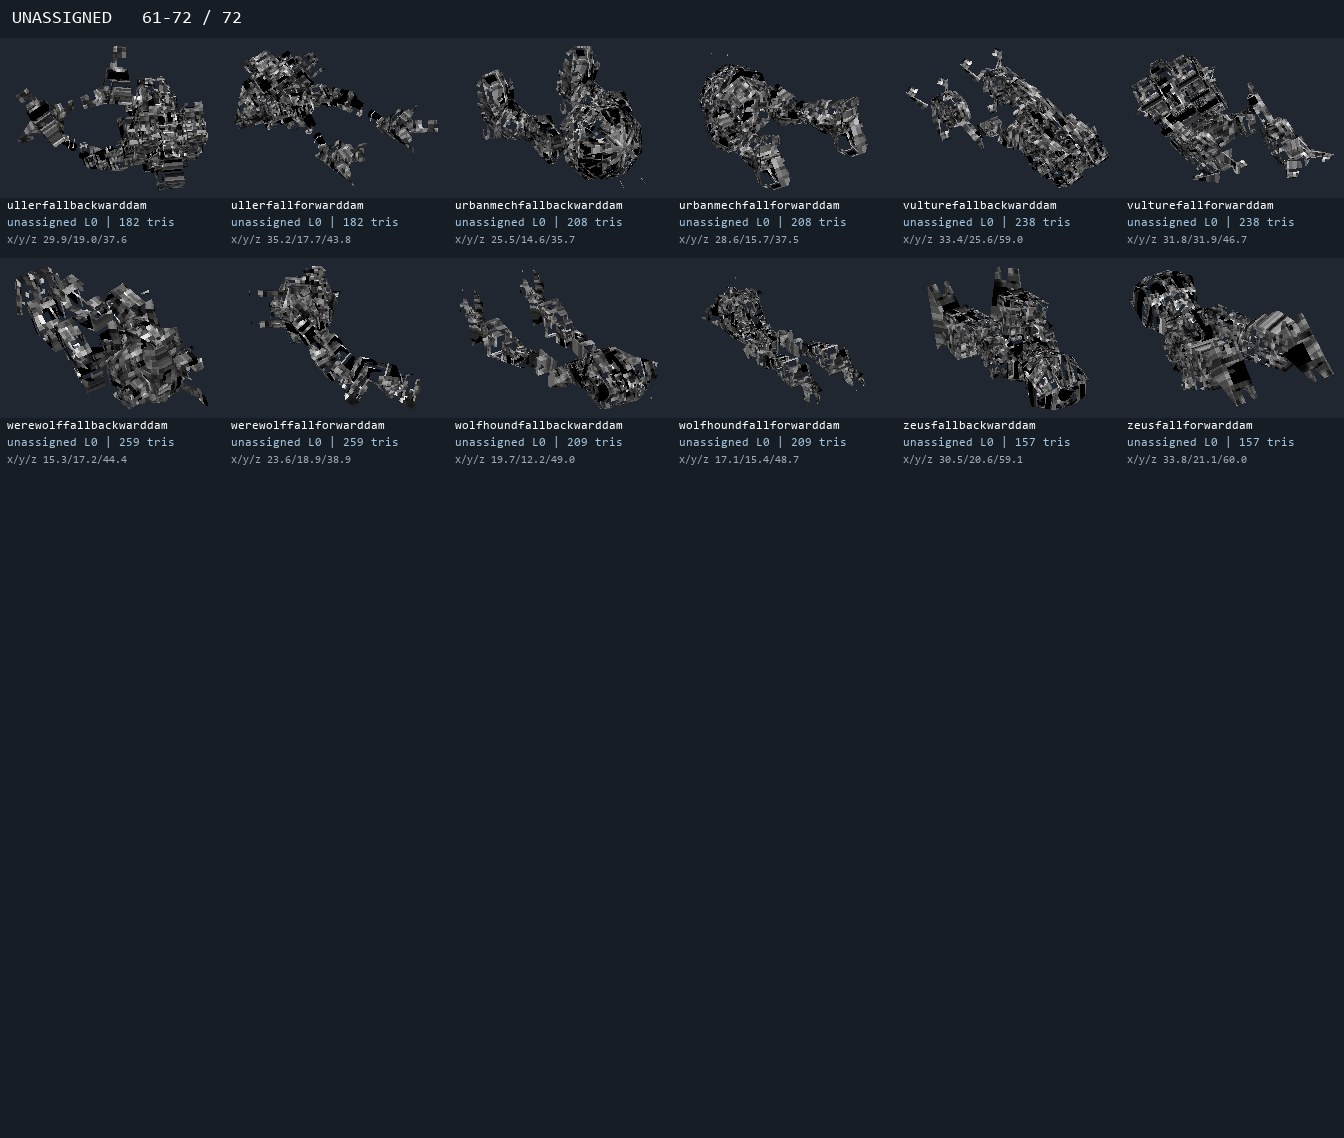 UNASSIGNED 61-72 / 72
ullerfallbackwarddam
unassigned L0 | 182 tris
x/y/z 29.9/19.0/37.6
ullerfallforwarddam
unassigned L0 | 182 tris
x/y/z 35.2/17.7/43.8
urbanmechfallbackwarddam
unassigned L0 | 208 tris
x/y/z 25.5/14.6/35.7
urbanmechfallforwarddam
unassigned L0 | 208 tris
x/y/z 28.6/15.7/37.5
vulturefallbackwarddam
unassigned L0 | 238 tris
x/y/z 33.4/25.6/59.0
vulturefallforwarddam
unassigned L0 | 238 tris
x/y/z 31.8/31.9/46.7
werewolffallbackwarddam
unassigned L0 | 259 tris
x/y/z 15.3/17.2/44.4
werewolffallforwarddam
unassigned L0 | 259 tris
x/y/z 23.6/18.9/38.9
wolfhoundfallbackwarddam
unassigned L0 | 209 tris
x/y/z 19.7/12.2/49.0
wolfhoundfallforwarddam
unassigned L0 | 209 tris
x/y/z 17.1/15.4/48.7
zeusfallbackwarddam
unassigned L0 | 157 tris
x/y/z 30.5/20.6/59.1
zeusfallforwarddam
unassigned L0 | 157 tris
x/y/z 33.8/21.1/60.0